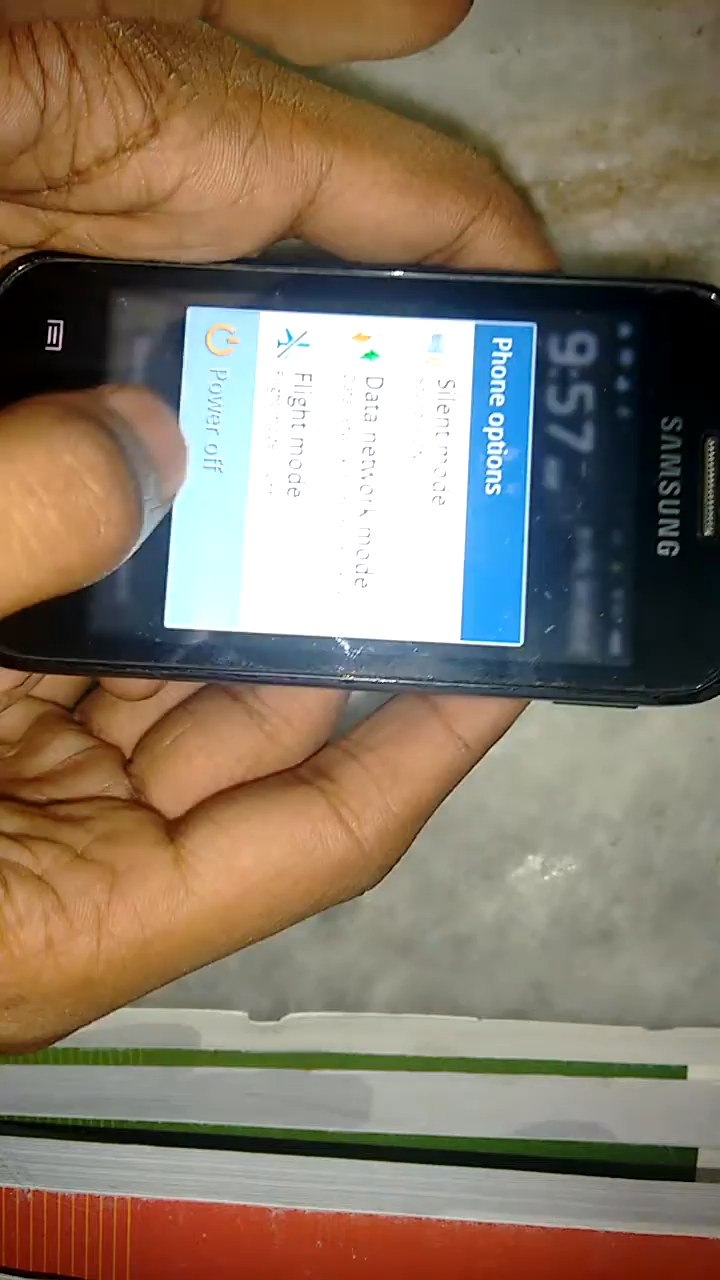 SAMSUNG
9:57
Phone options
Silent mode
Data network mode
Flight mode
Power off